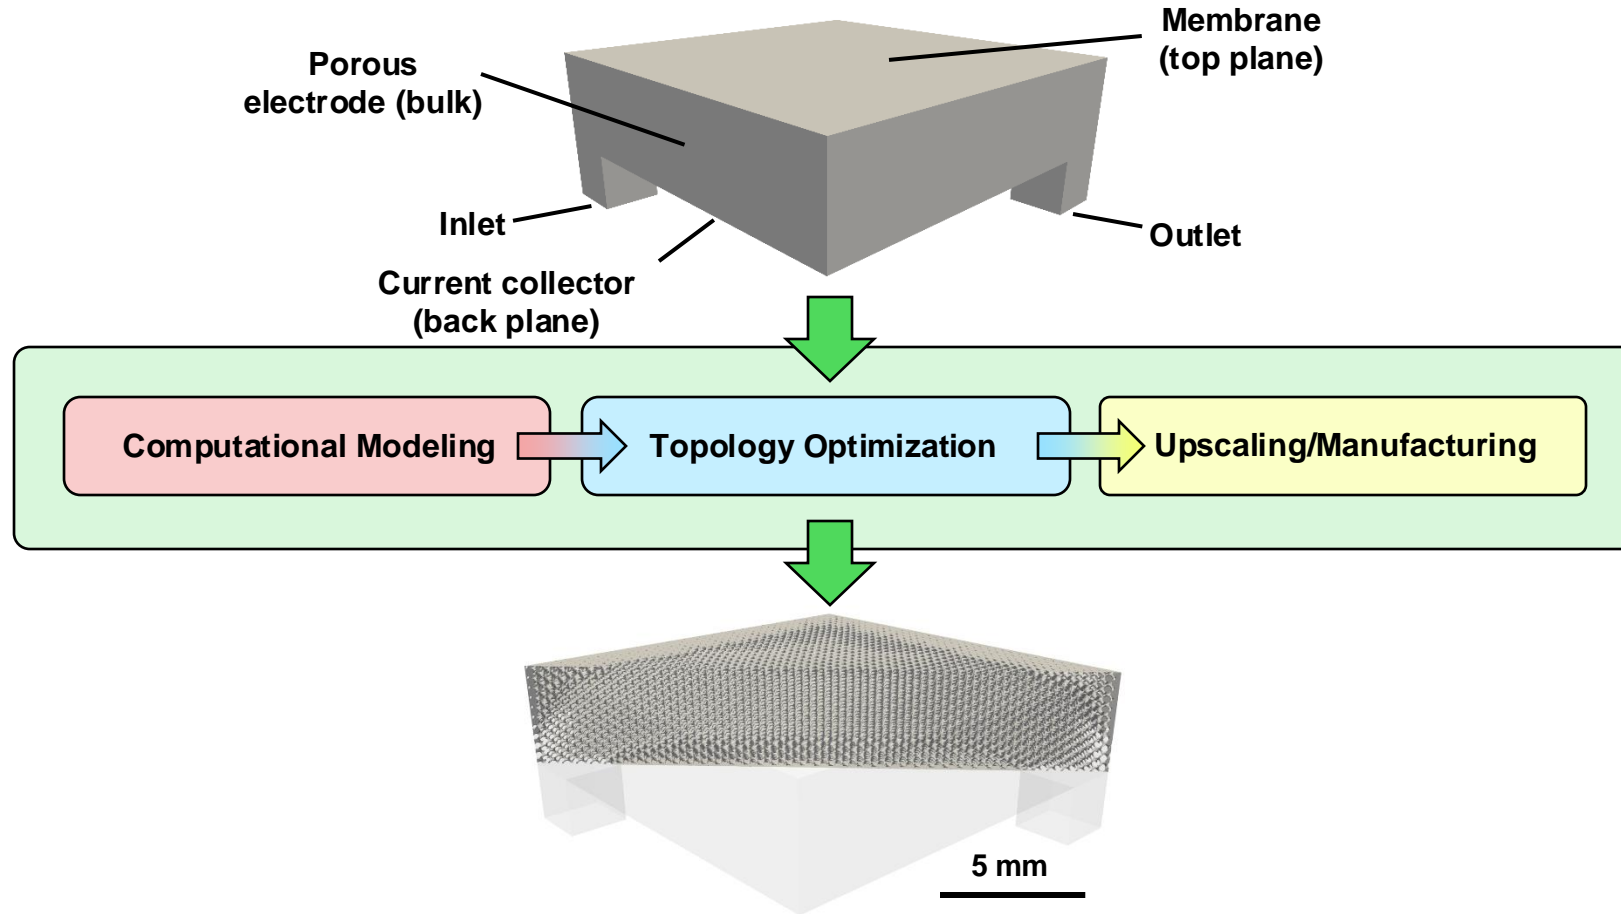 Membrane
(top plane)
Porous
electrode (bulk)
Inlet
Outlet
Current collector
(back plane)
Computational Modeling
Topology Optimization
Upscaling/Manufacturing
5 mm